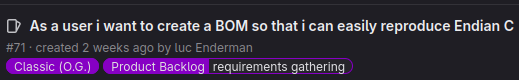 As a user i want to create a BOM so that i can easily reproduce Endian C
#71 · created 2 weeks ago by luc Enderman
Classic (O.G.) Product Backlog requirements gathering